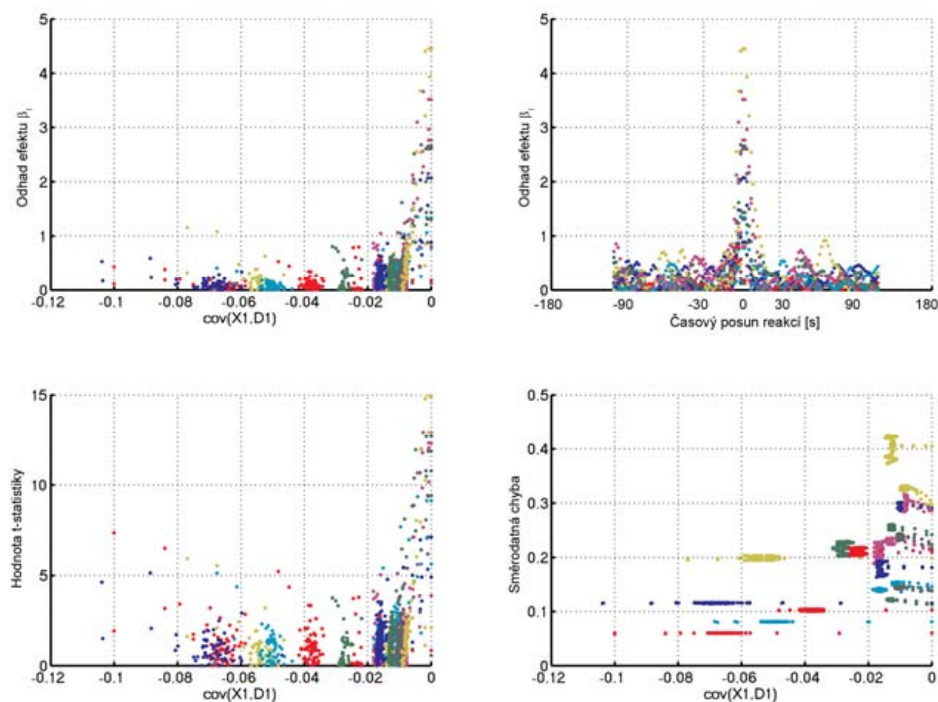 5
4
3
2
1
0
Odhad efektu βᵢ
-0.12 -0.1 -0.08 -0.06 -0.04 -0.02 0
cov(X1,D1)
5
4
3
2
1
0
Odhad efektu βᵢ
-180 -90 -30 0 30 90 180
Časový posun reakcí [s]
15
10
5
0
Hodnota t-statistiky
-0.12 -0.1 -0.08 -0.06 -0.04 -0.02 0
cov(X1,D1)
0.5
0.4
0.3
0.2
0.1
0
Směrodatná chyba
-0.12 -0.1 -0.08 -0.06 -0.04 -0.02 0
cov(X1,D1)